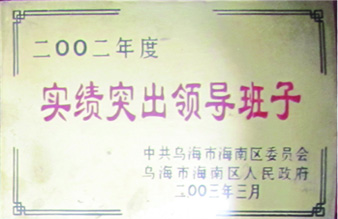 二〇〇二年度
实绩突出领导班子
中共乌海市海南区委员会
乌海市海南区人民政府
二〇〇三年三月